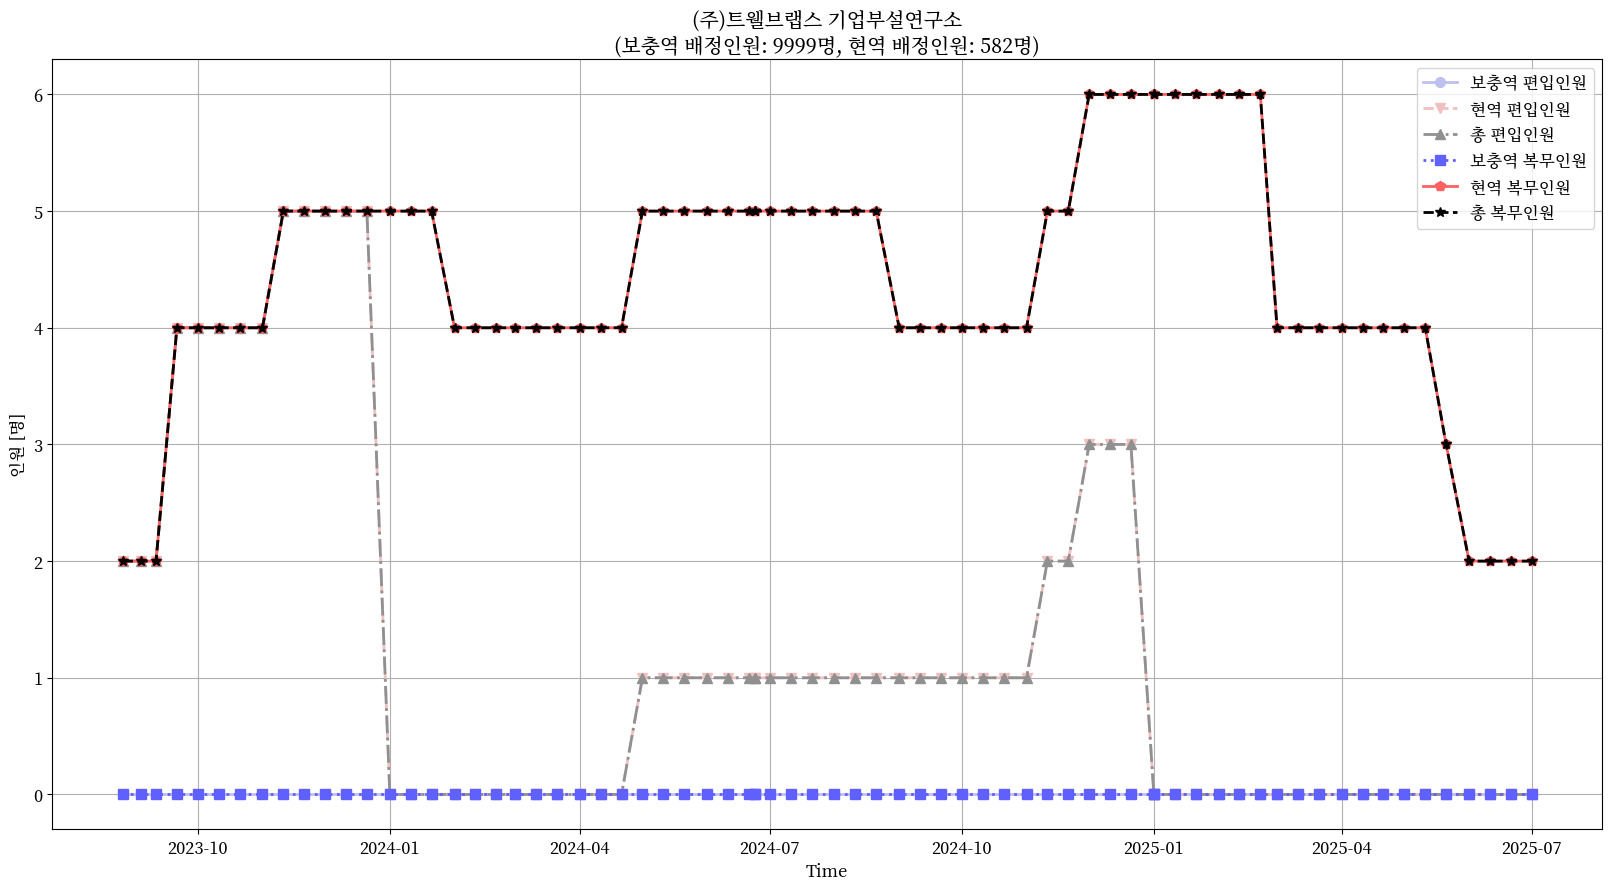 (주)트웰브랩스 기업부설연구소
(보충역 배정인원: 9999명, 현역 배정인원: 582명)
보충역 편입인원
현역 편입인원
총 편입인원
보충역 복무인원
현역 복무인원
총 복무인원
인원 [명]
6
5
4
3
2
1
0
2023-10
2024-01
2024-04
2024-07
2024-10
2025-01
2025-04
2025-07
Time